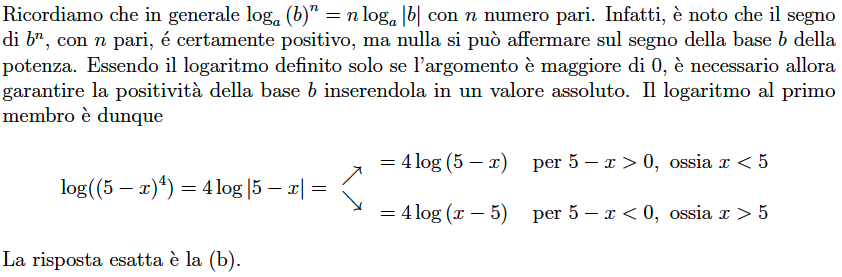 Ricordiamo che in generale logₐ (b)ⁿ = n logₐ |b| con n numero pari. Infatti, è noto che il segno
di bⁿ, con n pari, é certamente positivo, ma nulla si può affermare sul segno della base b della
potenza. Essendo il logaritmo definito solo se l'argomento è maggiore di 0, è necessario allora
garantire la positività della base b inserendola in un valore assoluto. Il logaritmo al primo
membro è dunque
= 4 log (5 − x) per 5 − x > 0, ossia x < 5
log((5 − x)⁴) = 4 log |5 − x| = ↗ ↘
= 4 log (x − 5) per 5 − x < 0, ossia x > 5
La risposta esatta è la (b).